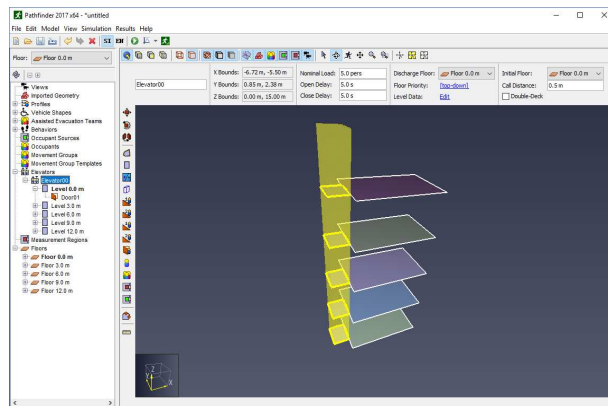 Pathfinder 2017 x64 - *untitled
File Edit Model View Simulation Results Help
SI EN
Floor: Floor 0.0 m
Views
Imported Geometry
Profiles
Vehicle Shapes
Assisted Evacuation Teams
Behaviors
Occupant Sources
Occupants
Movement Groups
Movement Group Templates
Elevators
Elevator00
Level 0.0 m
Door01
Level 3.0 m
Level 6.0 m
Level 9.0 m
Level 12.0 m
Measurement Regions
Floors
Floor 0.0 m
Floor 3.0 m
Floor 6.0 m
Floor 9.0 m
Floor 12.0 m
Elevator00
X Bounds: -6.72 m, -5.50 m
Y Bounds: 0.85 m, 2.38 m
Z Bounds: 0.00 m, 15.00 m
Nominal Load: 5.0 pers
Open Delay: 5.0 s
Close Delay: 5.0 s
Discharge Floor: Floor 0.0 m
Floor Priority: [top-down]
Level Data: Edit
Initial Floor: Floor 0.0 m
Call Distance: 0.5 m
Double-Deck
Z
Y
X